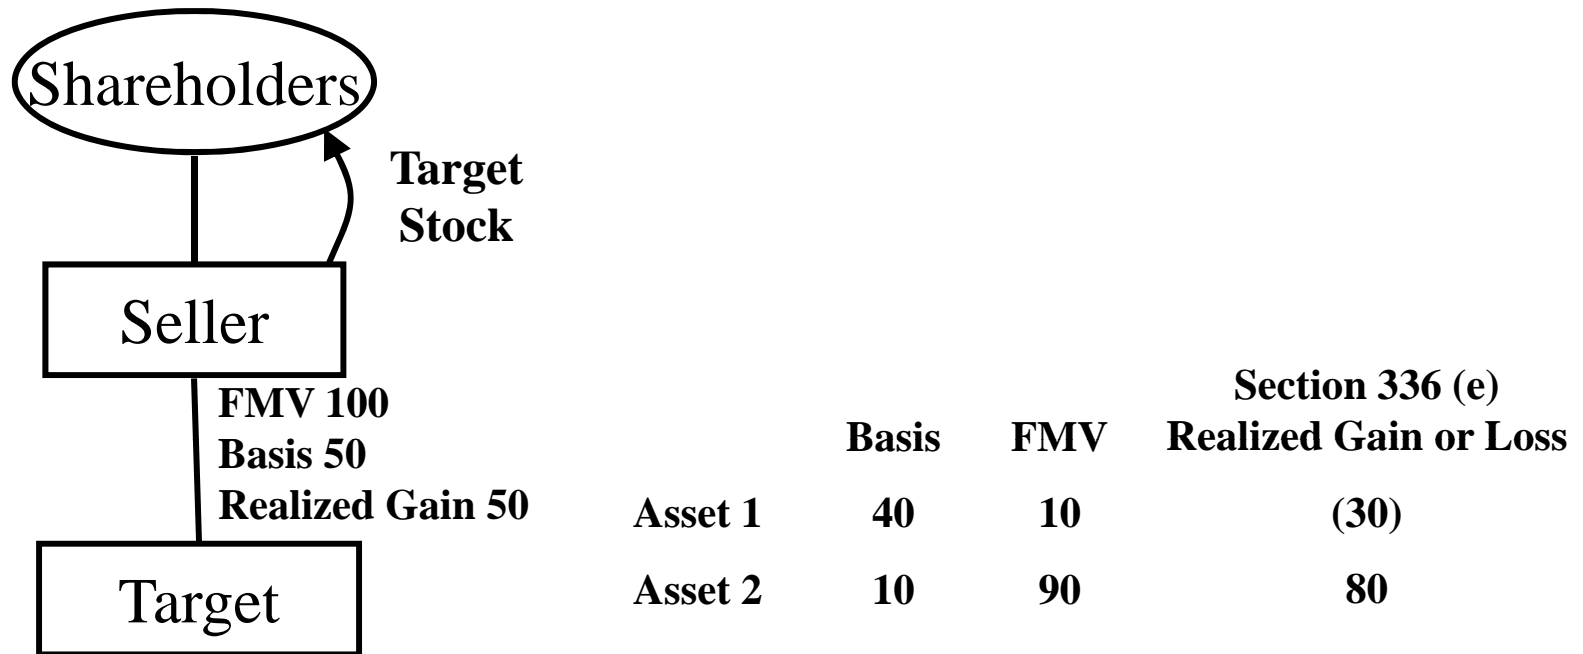 Shareholders
Target
Stock
Seller
FMV 100
Basis 50
Realized Gain 50
Target
Section 336 (e)
Basis FMV Realized Gain or Loss
Asset 1 40 10 (30)
Asset 2 10 90 80